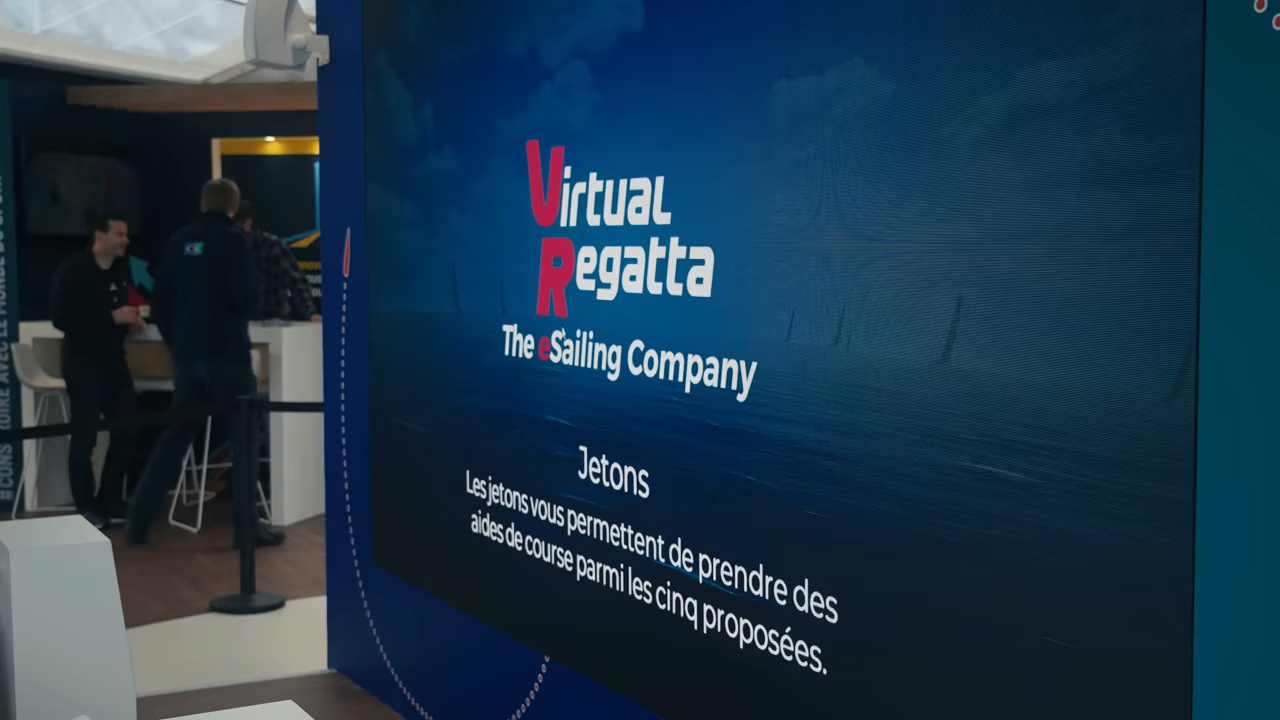 Virtual
Regatta
The eSailing Company
Jetons
Les jetons vous permettent de prendre des
aides de course parmi les cinq proposées.